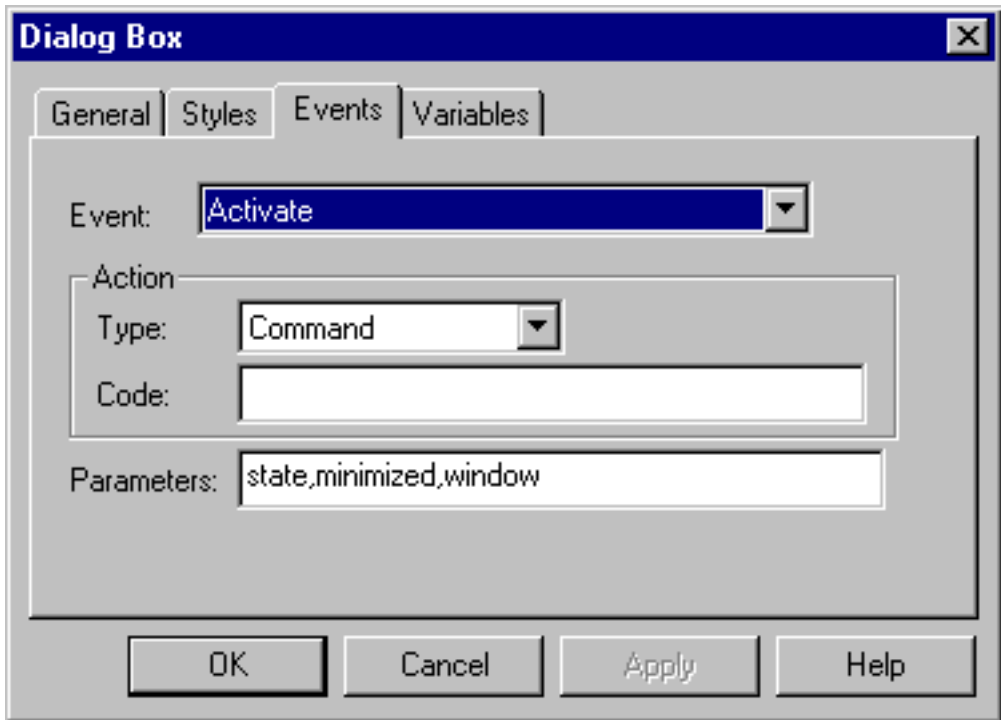 Dialog Box
General Styles Events Variables
Event: Activate
Action
Type: Command
Code:
Parameters: state,minimized,window
OK Cancel Apply Help